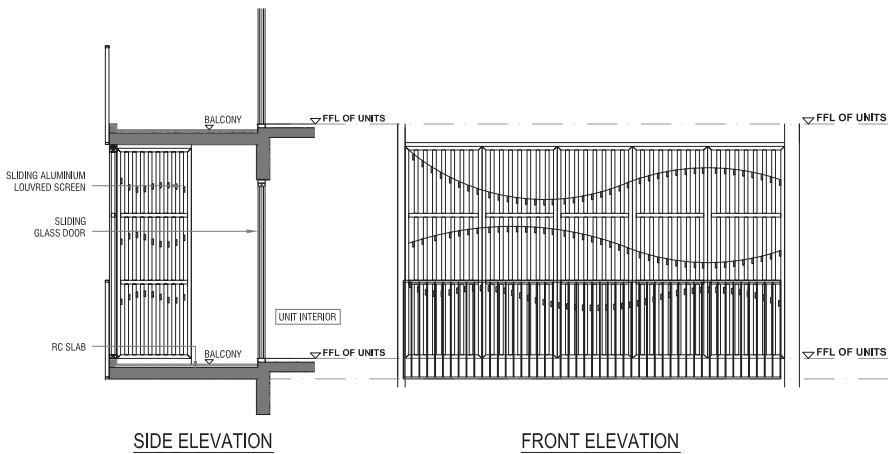 BALCONY
FFL OF UNITS
FFL OF UNITS
SLIDING ALUMINIUM
LOUVRED SCREEN
SLIDING
GLASS DOOR
UNIT INTERIOR
RC SLAB
BALCONY
FFL OF UNITS
FFL OF UNITS
SIDE ELEVATION
FRONT ELEVATION